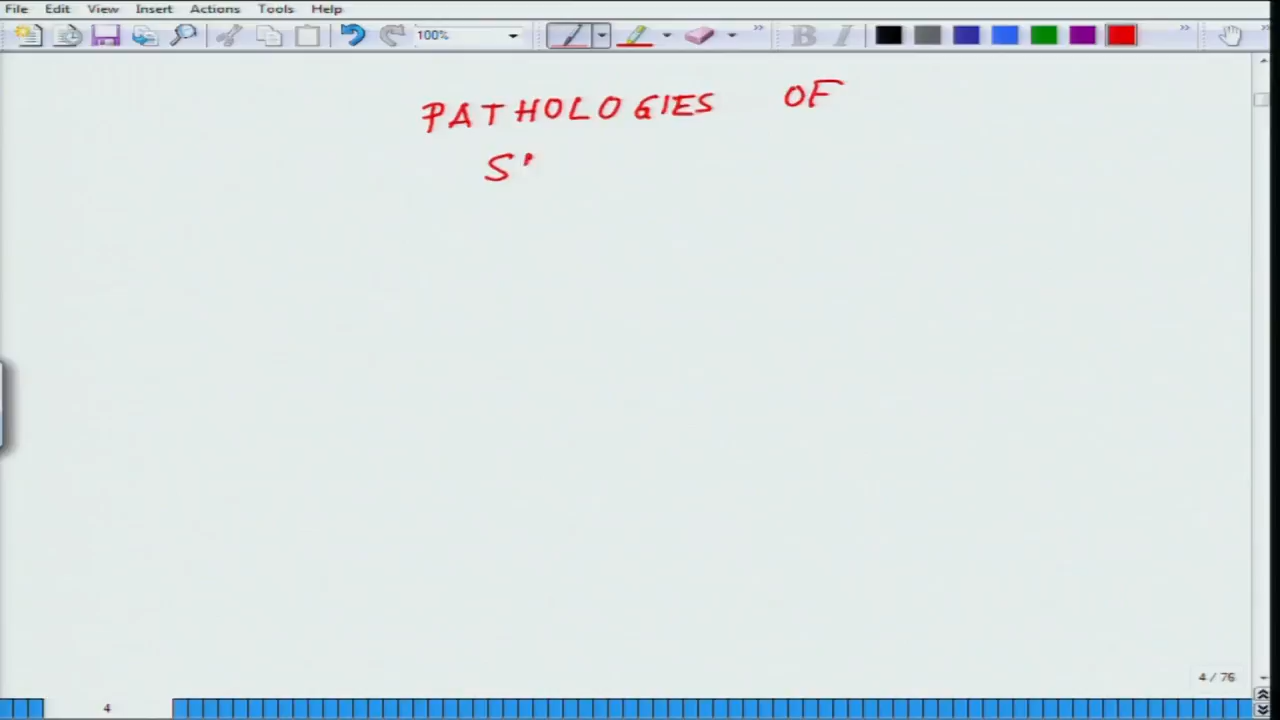 File Edit View Insert Actions Tools Help
100%
B I
PATHOLOGIES OF
S'
4 / 76
4